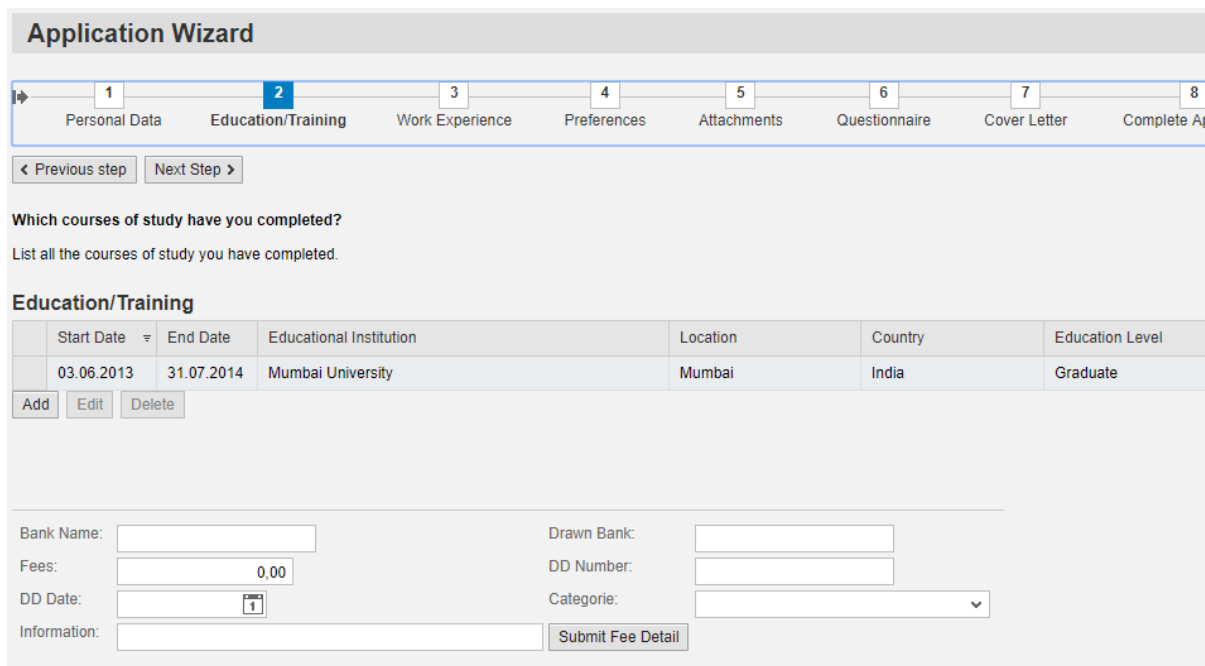 Application Wizard
1 2 3 4 5 6 7 8
Personal Data Education/Training Work Experience Preferences Attachments Questionnaire Cover Letter Complete Ap
Previous step Next Step
Which courses of study have you completed?
List all the courses of study you have completed.
Education/Training
Start Date End Date Educational Institution Location Country Education Level
03.06.2013 31.07.2014 Mumbai University Mumbai India Graduate
Add Edit Delete
Bank Name: Drawn Bank:
Fees: 0,00 DD Number:
DD Date: 1 Categorie:
Information: Submit Fee Detail